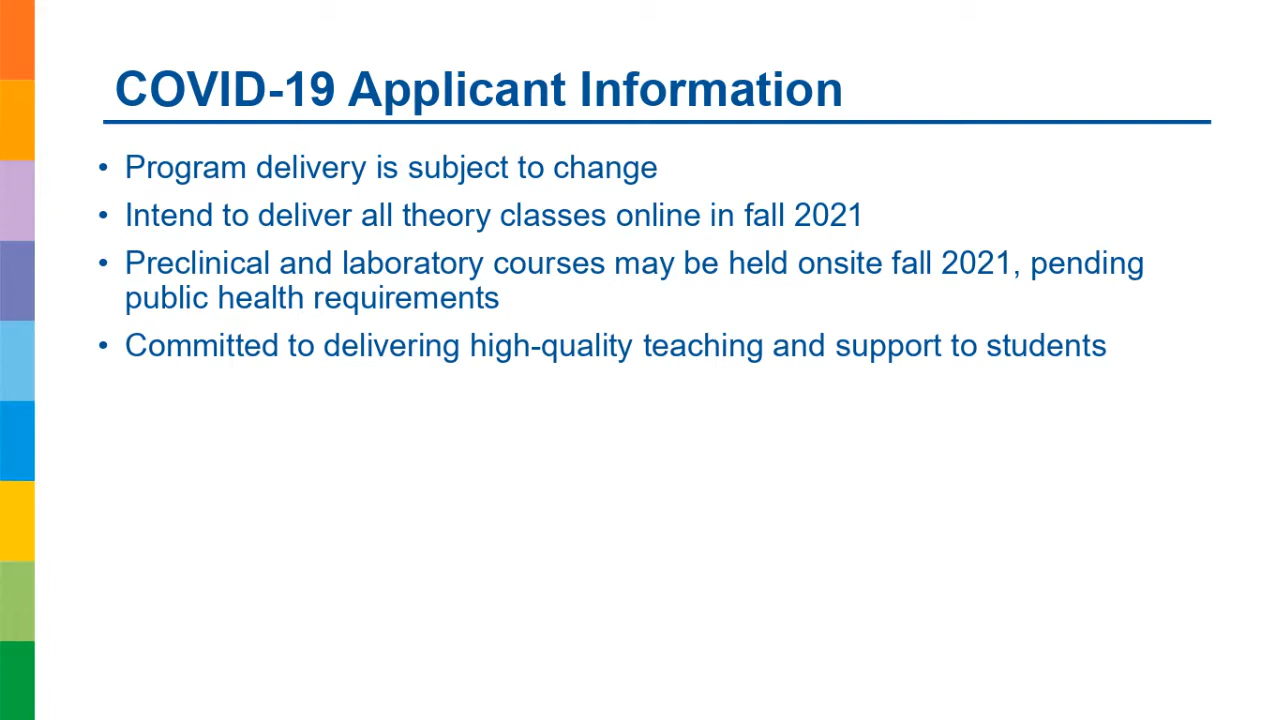 COVID-19 Applicant Information
• Program delivery is subject to change
• Intend to deliver all theory classes online in fall 2021
• Preclinical and laboratory courses may be held onsite fall 2021, pending
public health requirements
• Committed to delivering high-quality teaching and support to students